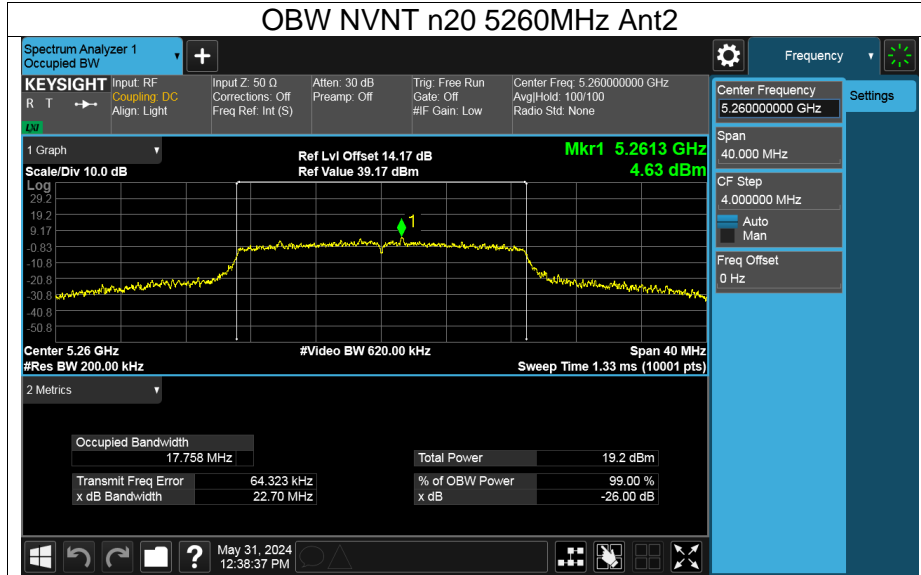 OBW NVNT n20 5260MHz Ant2
Spectrum Analyzer 1
Occupied BW
+
Frequency
KEYSIGHT
R T
LXI
Input: RF
Coupling: DC
Align: Light
Input Z: 50 Ω
Corrections: Off
Freq Ref: Int (S)
Atten: 30 dB
Preamp: Off
Trig: Free Run
Gate: Off
#IF Gain: Low
Center Freq: 5.260000000 GHz
Avg|Hold: 100/100
Radio Std: None
Center Frequency
5.260000000 GHz
Settings
Span
40.000 MHz
CF Step
4.000000 MHz
Auto
Man
Freq Offset
0 Hz
1 Graph
Scale/Div 10.0 dB
Ref Lvl Offset 14.17 dB
Ref Value 39.17 dBm
Mkr1 5.2613 GHz
4.63 dBm
Log
29.2
19.2
9.17
-0.83
-10.8
-20.8
-30.8
-40.8
-50.8
1
Center 5.26 GHz
#Res BW 200.00 kHz
#Video BW 620.00 kHz
Span 40 MHz
Sweep Time 1.33 ms (10001 pts)
2 Metrics
Occupied Bandwidth
17.758 MHz
Total Power 19.2 dBm
Transmit Freq Error 64.323 kHz
% of OBW Power 99.00 %
x dB Bandwidth 22.70 MHz
x dB -26.00 dB
?
May 31, 2024
12:38:37 PM